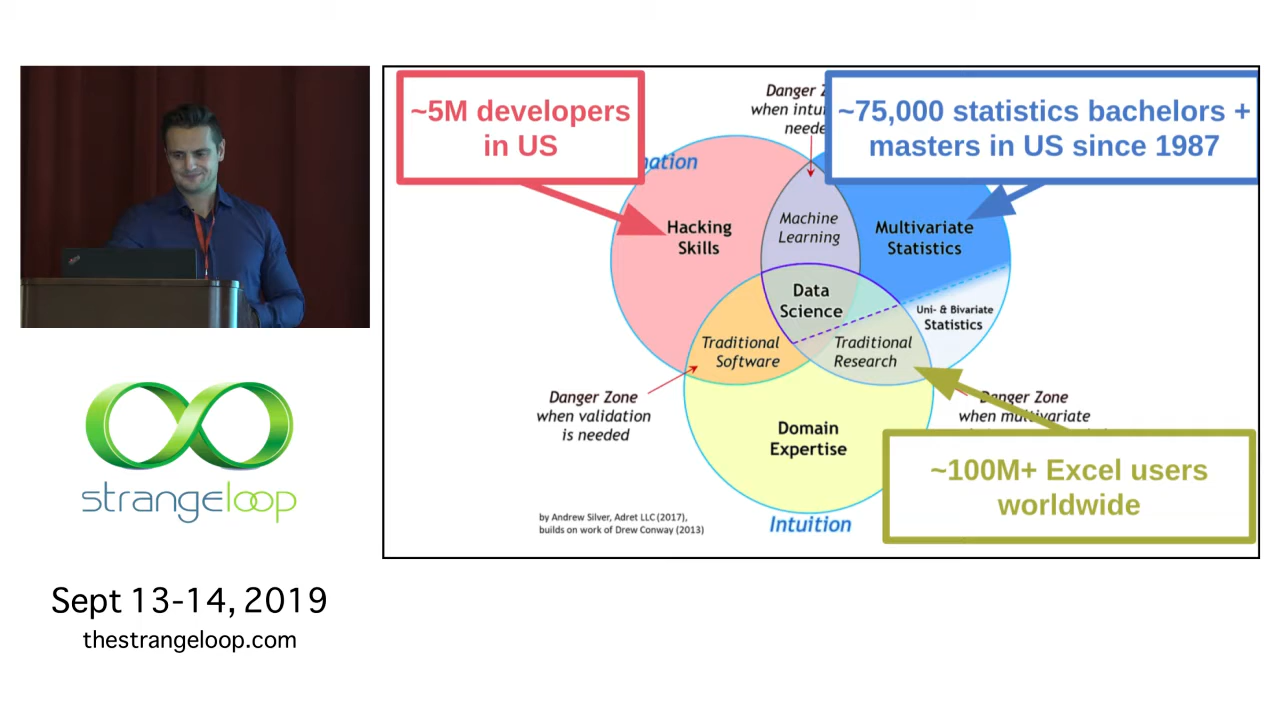 ~5M developers
in US
Danger
when
neede
~75,000 statistics bachelors +
masters in US since 1987
Hacking
Skills
Machine
Learning
Multivariate
Statistics
Data
Science
Uni- & Bivariate
Statistics
Traditional
Software
Traditional
Research
Danger Zone
when validation
is needed
Danger Zone
when multivariate
Domain
Expertise
~100M+ Excel users
worldwide
by Andrew Silver, Adret LLC (2017),
builds on work of Drew Conway (2013)
Intuition
strangeloop
Sept 13-14, 2019
thestrangeloop.com